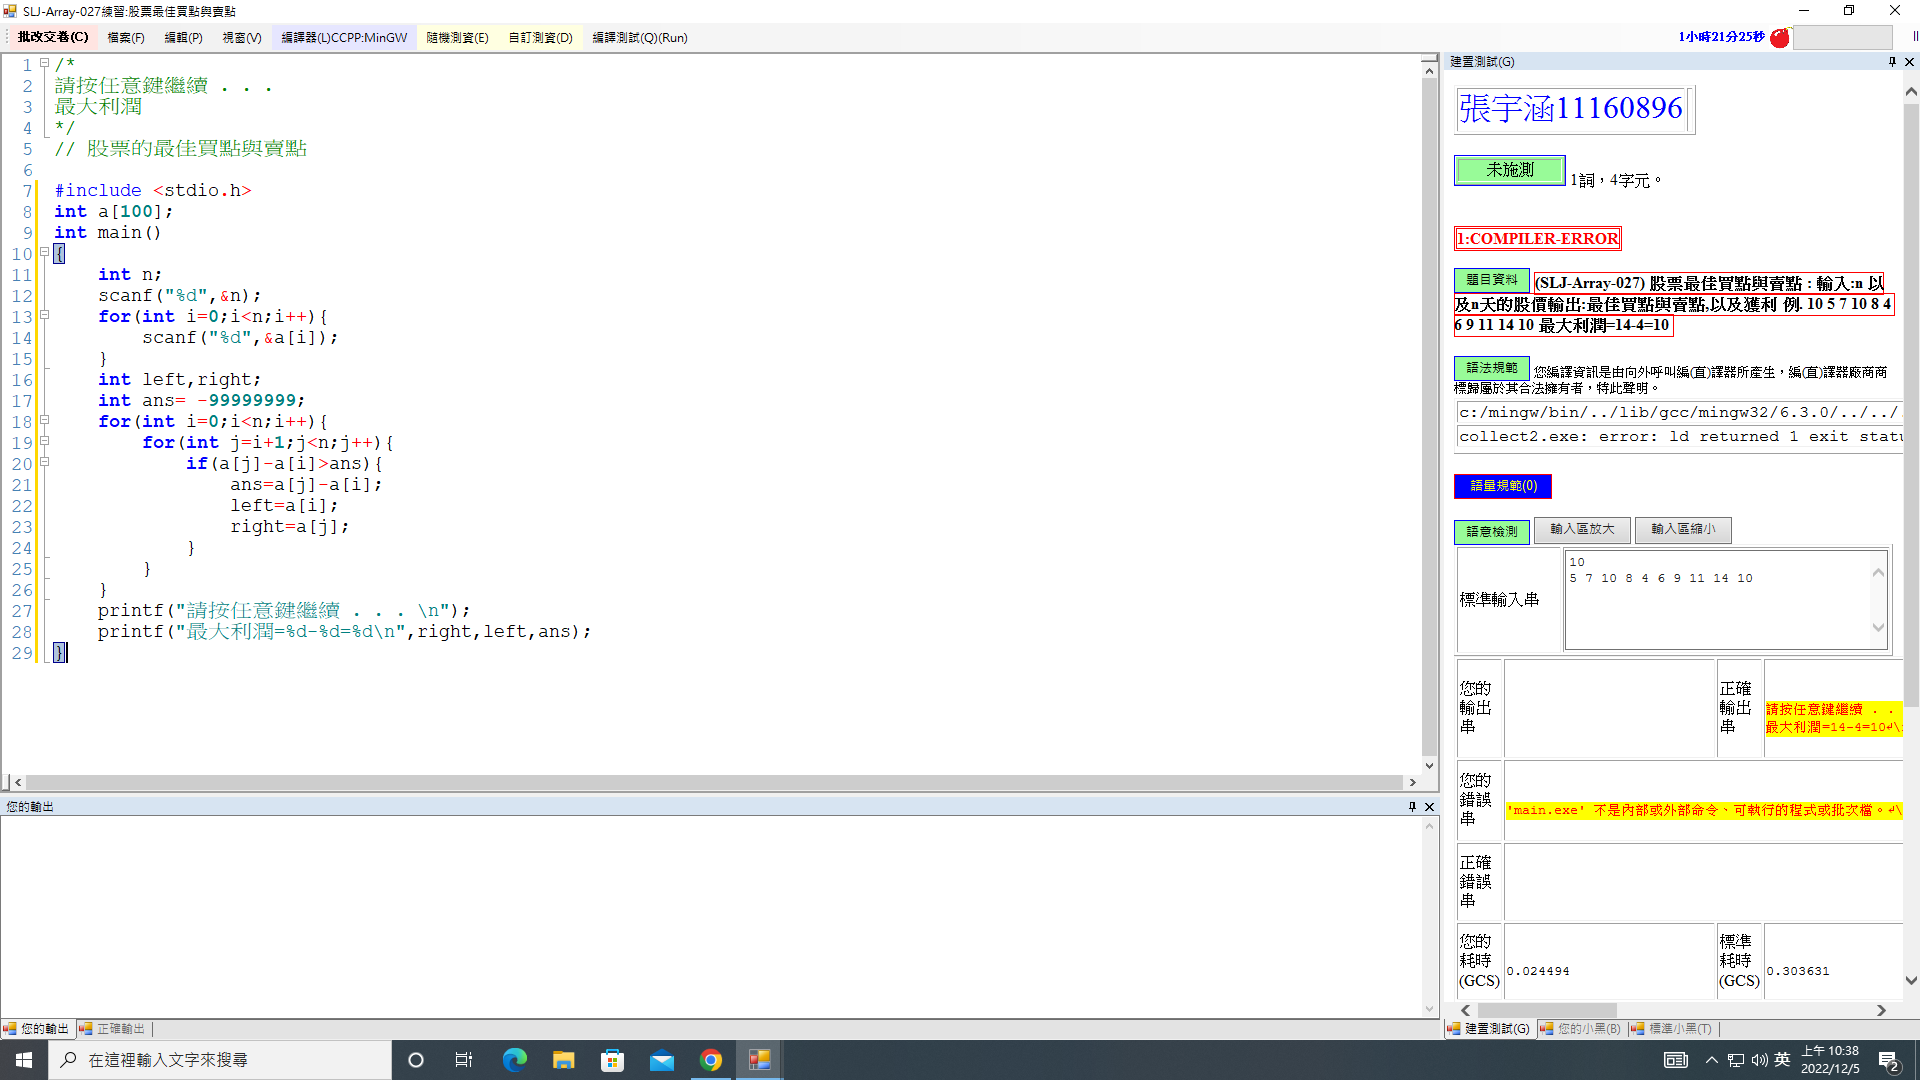 SLJ-Array-027練習:股票最佳買點與賣點
批改交卷(C) 檔案(F) 編輯(P) 視窗(V) 編譯器(L)CCPP:MinGW 隨機測資(E) 自訂測資(D) 編譯測試(Q)(Run) 1小時21分25秒
1 /*
2 請按任意鍵繼續 . . .
3 最大利潤
4 */
5 // 股票的最佳買點與賣點
6
7 #include <stdio.h>
8 int a[100];
9 int main()
10 {
11 int n;
12 scanf("%d",&n);
13 for(int i=0;i<n;i++){
14 scanf("%d",&a[i]);
15 }
16 int left,right;
17 int ans= -99999999;
18 for(int i=0;i<n;i++){
19 for(int j=i+1;j<n;j++){
20 if(a[j]-a[i]>ans){
21 ans=a[j]-a[i];
22 left=a[i];
23 right=a[j];
24 }
25 }
26 }
27 printf("請按任意鍵繼續 . . . \n");
28 printf("最大利潤=%d-%d=%d\n",right,left,ans);
29 }
您的輸出
您的輸出 正確輸出
建置測試(G)
張宇涵11160896
未施測 1詞，4字元。
1:COMPILER-ERROR
題目資料 (SLJ-Array-027) 股票最佳買點與賣點 : 輸入:n 以
及n天的股價輸出:最佳買點與賣點,以及獲利 例. 10 5 7 10 8 4
6 9 11 14 10 最大利潤=14-4=10
語法規範 您編譯資訊是由向外呼叫編(直)譯器所產生，編(直)譯器廠商商
標歸屬於其合法擁有者，特此聲明。
c:/mingw/bin/../lib/gcc/mingw32/6.3.0/../../.
collect2.exe: error: ld returned 1 exit statu
語量規範(0)
語意檢測 輸入區放大 輸入區縮小
標準輸入串
10
5 7 10 8 4 6 9 11 14 10
您的
輸出
串
正確
輸出
串
請按任意鍵繼續 . .
最大利潤=14-4=10↲\
您的
錯誤
串
'main.exe' 不是內部或外部命令、可執行的程式或批次檔。↲\
正確
錯誤
串
您的
耗時
(GCS)
0.024494
標準
耗時
(GCS)
0.303631
建置測試(G) 您的小黑(B) 標準小黑(T)
在這裡輸入文字來搜尋
英
上午 10:38
2022/12/5
2